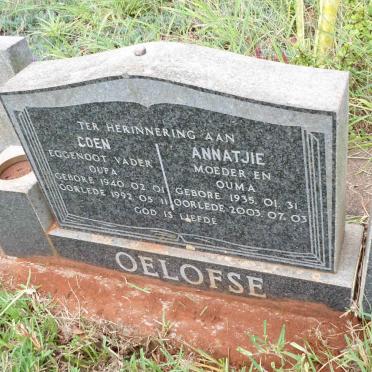 TER HERINNERING AAN
COEN
EGGENOOT VADER
OUPA
GEBORE 1940. 02. 01
OORLEDE 1992. 05. 11
ANNATJIE
MOEDER EN
OUMA
GEBORE 1935. 01. 31
OORLEDE 2003. 07. 03
GOD IS LIEFDE
OELOFSE